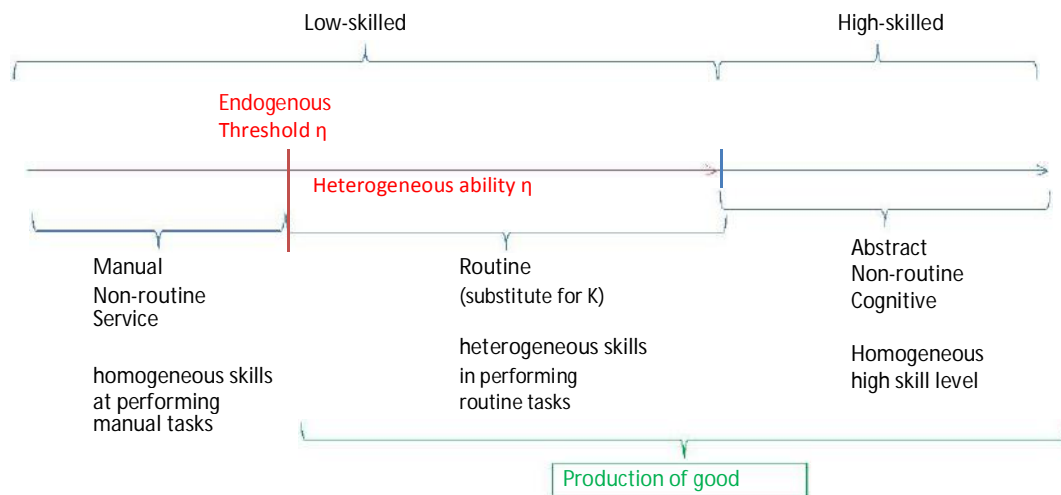 Low-skilled
High-skilled
Endogenous
Threshold η
Heterogeneous ability η
Manual
Non-routine
Service
homogeneous skills
at performing
manual tasks
Routine
(substitute for K)
heterogeneous skills
in performing
routine tasks
Abstract
Non-routine
Cognitive
Homogeneous
high skill level
Production of good